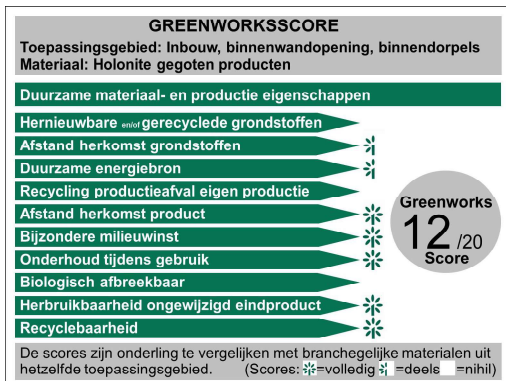 GREENWORKSSCORE
Toepassingsgebied: Inbouw, binnenwandopening, binnendorpels
Materiaal: Holonite gegoten producten
Duurzame materiaal- en productie eigenschappen
Hernieuwbare en/of gerecyclede grondstoffen
Afstand herkomst grondstoffen
Duurzame energiebron
Recycling productieafval eigen productie
Afstand herkomst product
Bijzondere milieuwinst
Onderhoud tijdens gebruik
Biologisch afbreekbaar
Herbruikbaarheid ongewijzigd eindproduct
Recyclebaarheid
Greenworks
12 /20
Score
De scores zijn onderling te vergelijken met branchegelijke materialen uit
hetzelfde toepassingsgebied. (Scores: =volledig =deels =nihil)